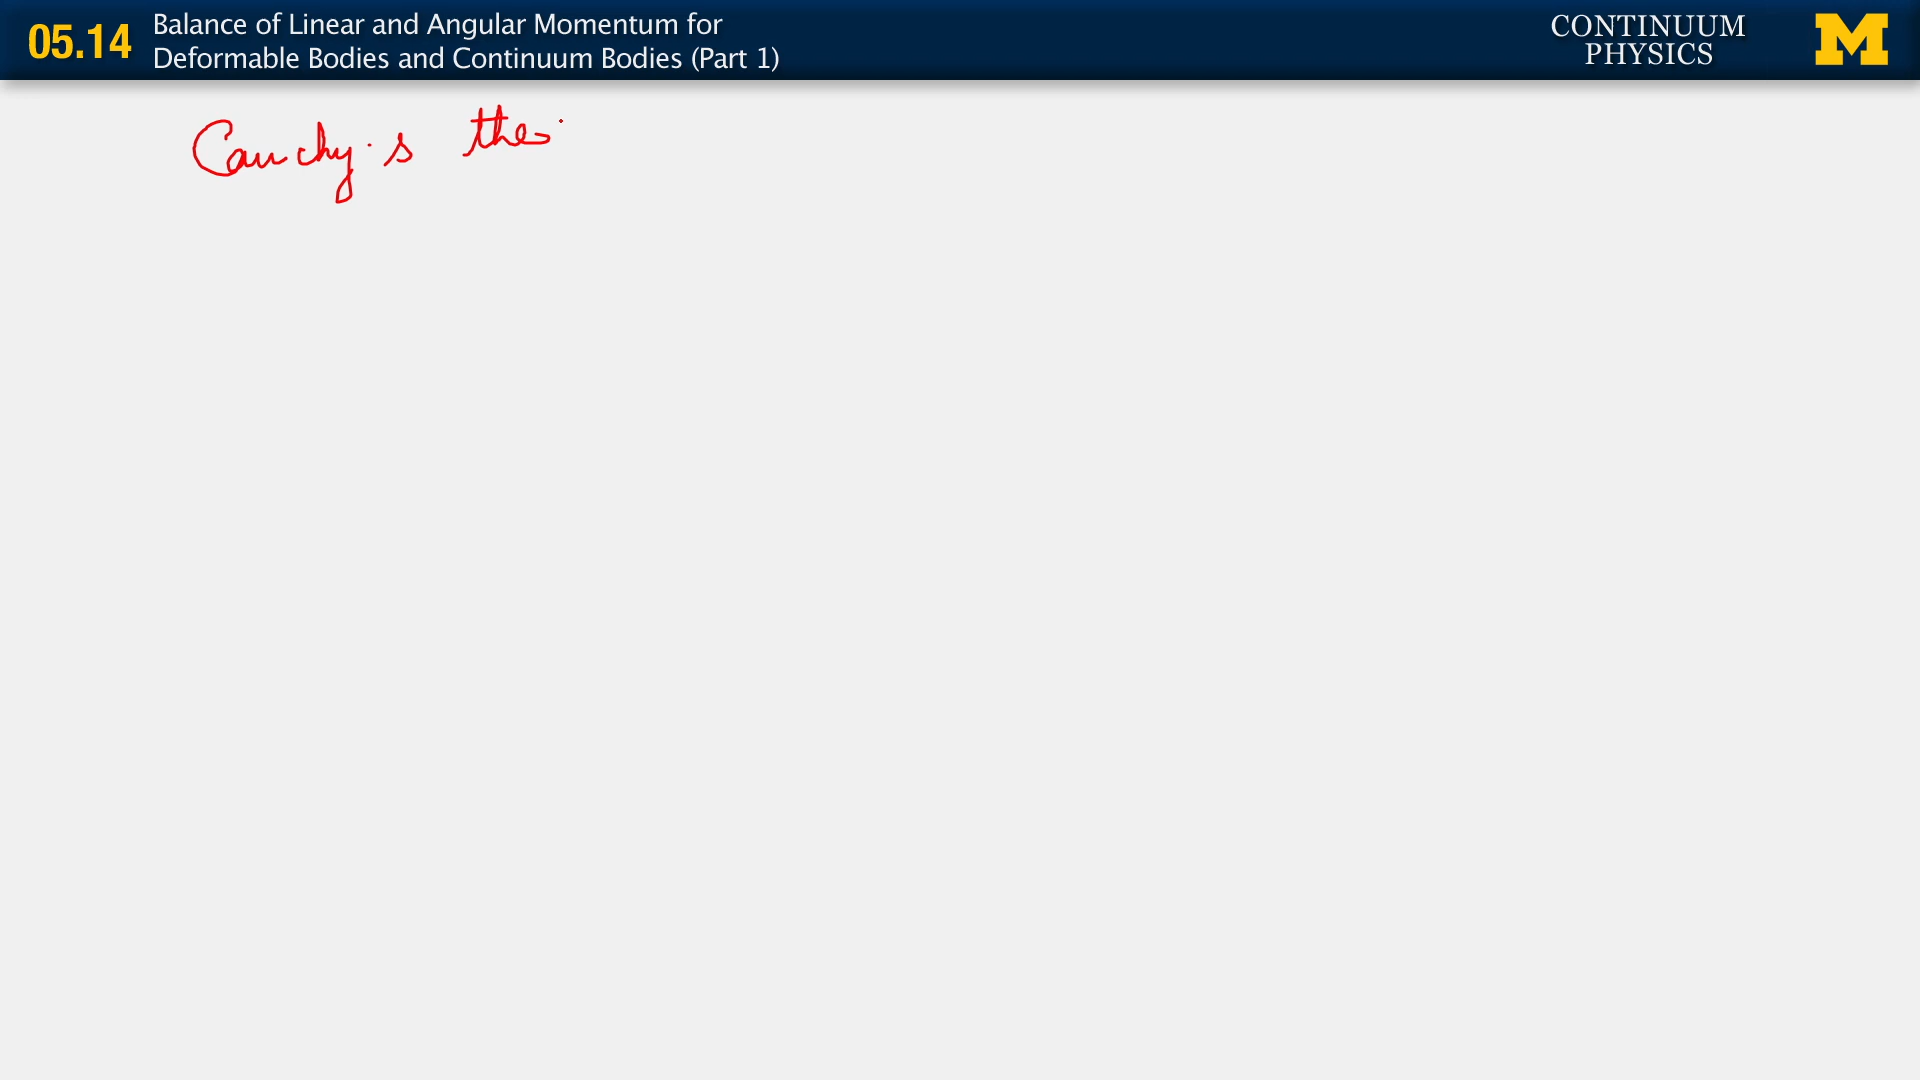 05.14
Balance of Linear and Angular Momentum for
Deformable Bodies and Continuum Bodies (Part 1)
CONTINUUM
PHYSICS
M
Cauchy's theo